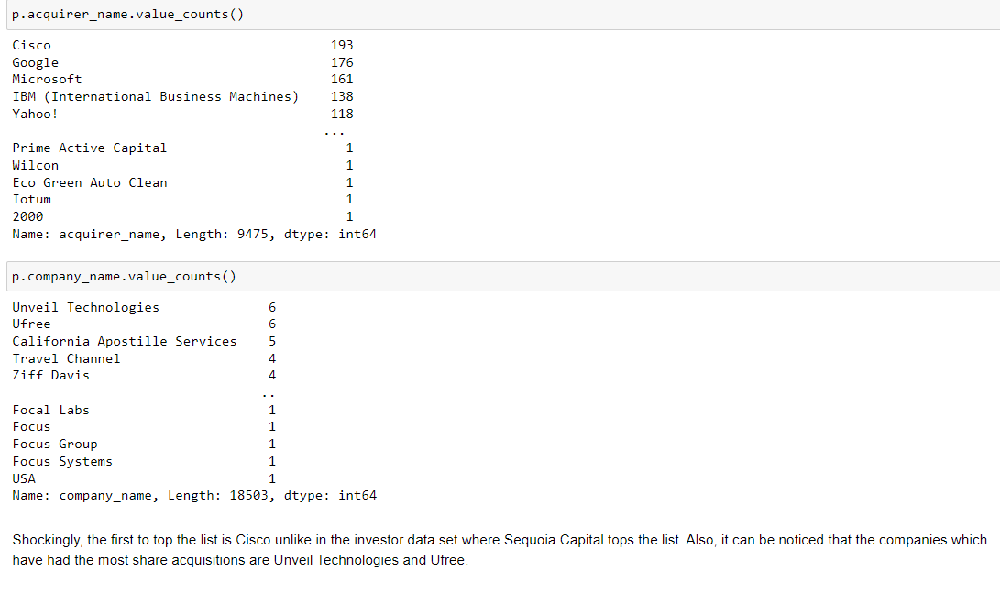 p.acquirer_name.value_counts()
Cisco 193
Google 176
Microsoft 161
IBM (International Business Machines) 138
Yahoo! 118
...
Prime Active Capital 1
Wilcon 1
Eco Green Auto Clean 1
Iotum 1
2000 1
Name: acquirer_name, Length: 9475, dtype: int64
p.company_name.value_counts()
Unveil Technologies 6
Ufree 6
California Apostille Services 5
Travel Channel 4
Ziff Davis 4
..
Focal Labs 1
Focus 1
Focus Group 1
Focus Systems 1
USA 1
Name: company_name, Length: 18503, dtype: int64
Shockingly, the first to top the list is Cisco unlike in the investor data set where Sequoia Capital tops the list. Also, it can be noticed that the companies which
have had the most share acquisitions are Unveil Technologies and Ufree.